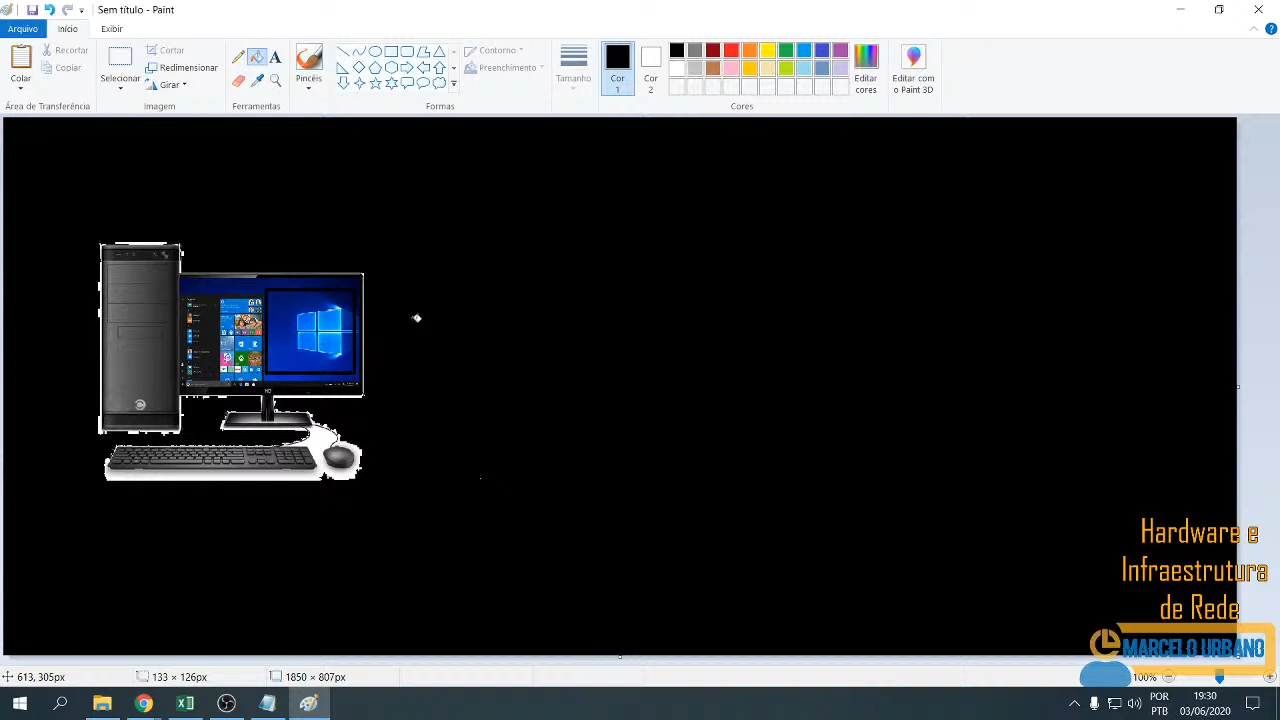 Sem título - Paint
Arquivo
Início
Exibir
Colar
Recortar
Copiar
Área de Transferência
Selecionar
Cortar
Redimensionar
Girar
Imagem
A
Ferramentas
Pincéis
Contorno
Preenchimento
Formas
Tamanho
Cor
1
Cor
2
Editar
cores
Cores
Editar com
o Paint 3D
Hardware e
Infraestrutura
de Rede
MARCELO URBANO
613, 305px
133 × 126px
1850 × 807px
100%
POR
PTB
19:30
03/06/2020